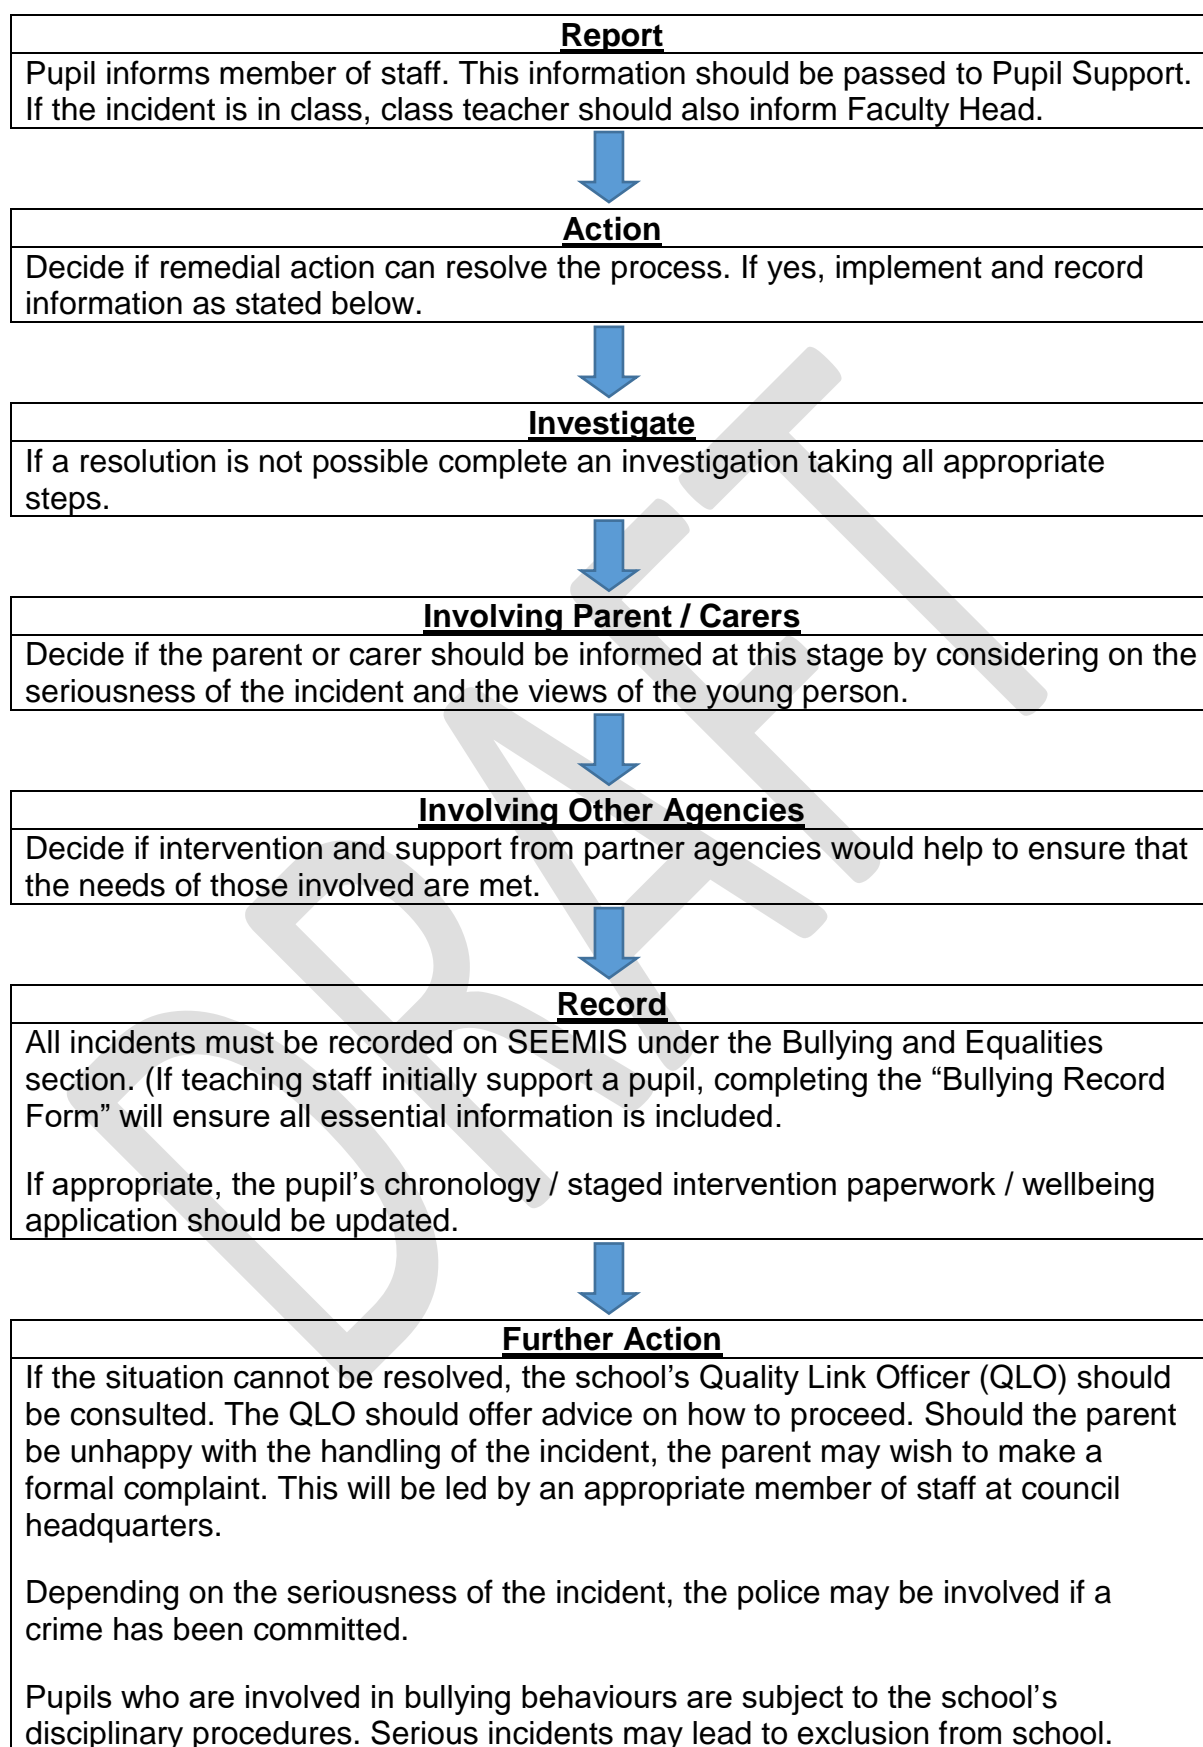 Report
Pupil informs member of staff. This information should be passed to Pupil Support.
If the incident is in class, class teacher should also inform Faculty Head.
Action
Decide if remedial action can resolve the process. If yes, implement and record
information as stated below.
Investigate
If a resolution is not possible complete an investigation taking all appropriate
steps.
Involving Parent / Carers
Decide if the parent or carer should be informed at this stage by considering on the
seriousness of the incident and the views of the young person.
Involving Other Agencies
Decide if intervention and support from partner agencies would help to ensure that
the needs of those involved are met.
Record
All incidents must be recorded on SEEMIS under the Bullying and Equalities
section. (If teaching staff initially support a pupil, completing the “Bullying Record
Form” will ensure all essential information is included.
If appropriate, the pupil’s chronology / staged intervention paperwork / wellbeing
application should be updated.
Further Action
If the situation cannot be resolved, the school’s Quality Link Officer (QLO) should
be consulted. The QLO should offer advice on how to proceed. Should the parent
be unhappy with the handling of the incident, the parent may wish to make a
formal complaint. This will be led by an appropriate member of staff at council
headquarters.
Depending on the seriousness of the incident, the police may be involved if a
crime has been committed.
Pupils who are involved in bullying behaviours are subject to the school’s
disciplinary procedures. Serious incidents may lead to exclusion from school.
DRAFT